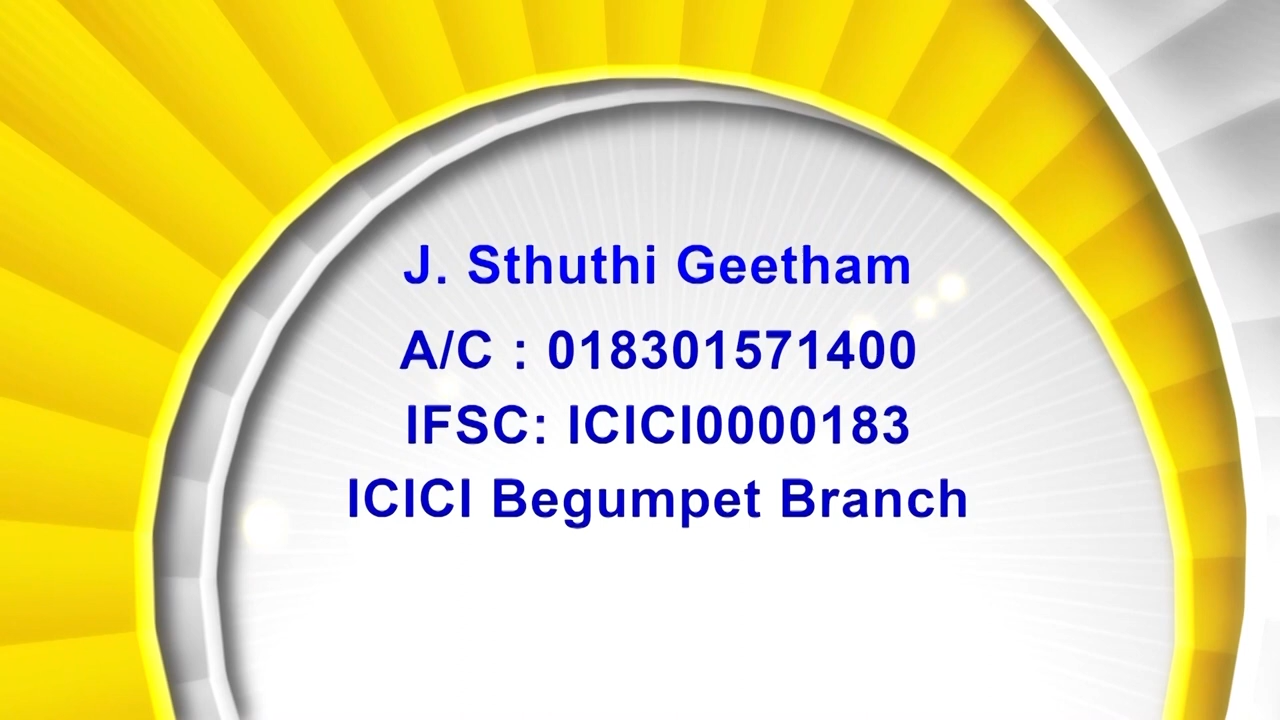 J. Sthuthi Geetham
A/C : 018301571400
IFSC: ICICI0000183
ICICI Begumpet Branch